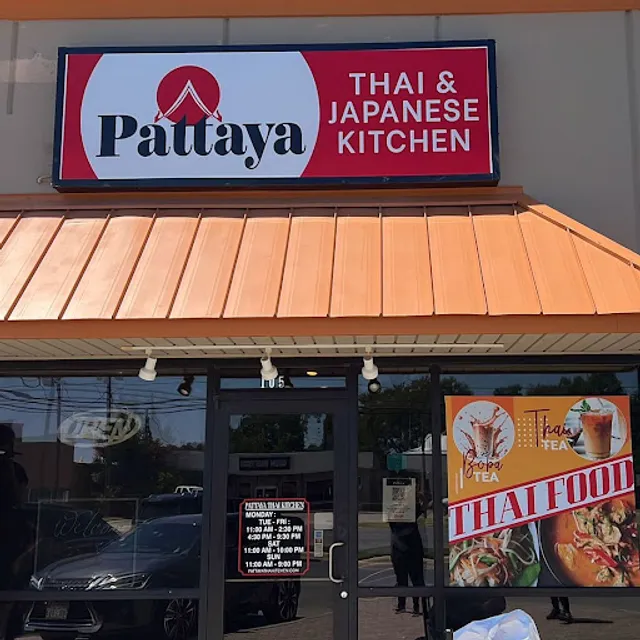 Pattaya
THAI &
JAPANESE
KITCHEN
105
OPEN
Boba
TEA
Thai
TEA
THAI FOOD
PATTAYA THAI KITCHEN
MONDAY :
TUE - FRI :
11:00 AM - 2:30 PM
4:30 PM - 9:30 PM
SAT
11:00 AM - 10:00 PM
SUN
11:00 AM - 9:00 PM